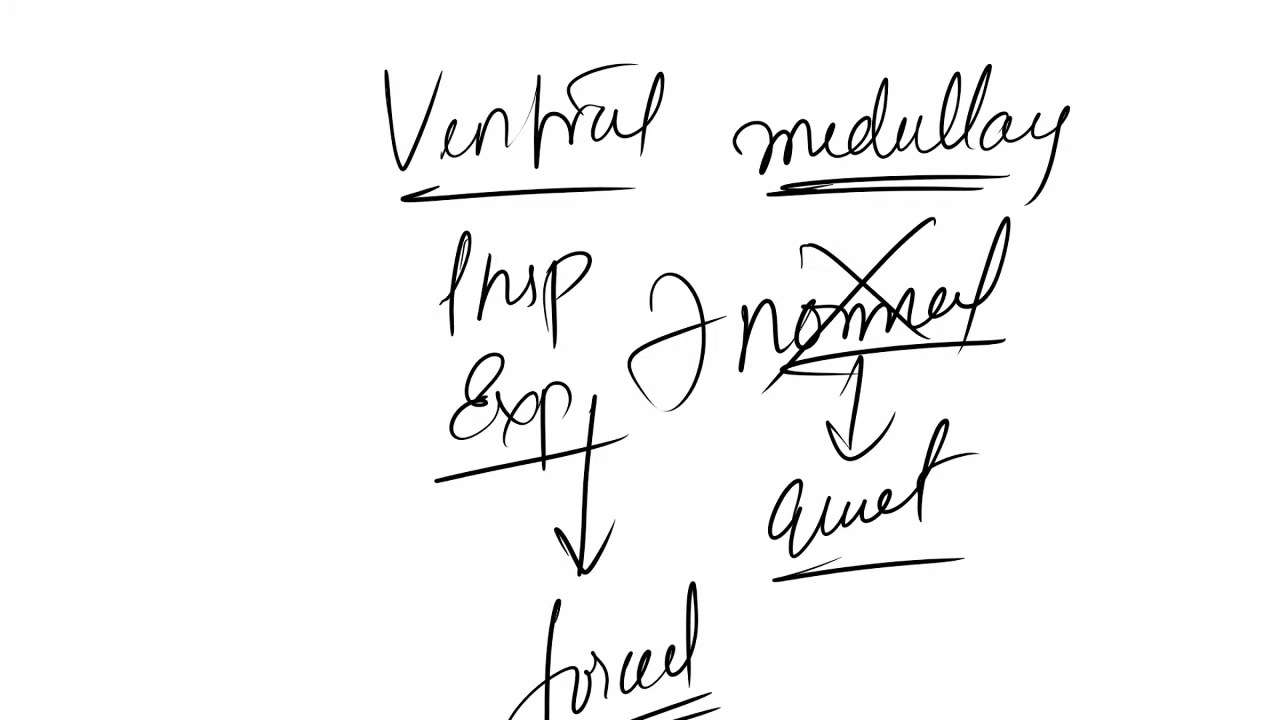 Ventral medullay
Insp
normal
Exp
quiet
forced